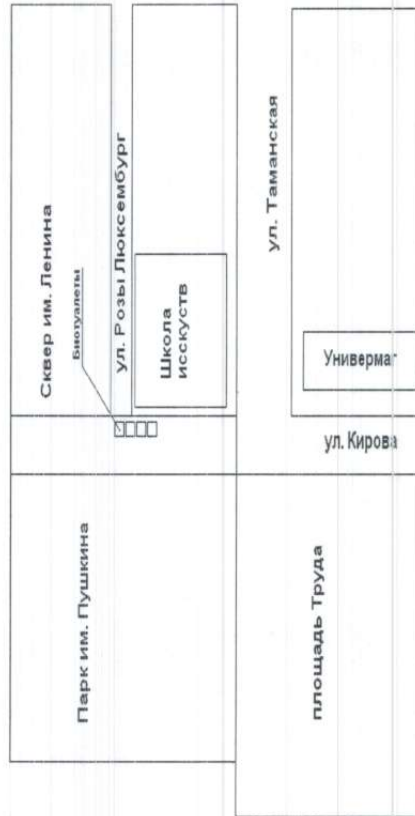 Сквер им. Ленина
Биотуалеты
ул. Розы Люксембург
Школа
исскуств
ул. Таманская
Универмаг
ул. Кирова
Парк им. Пушкина
площадь Труда